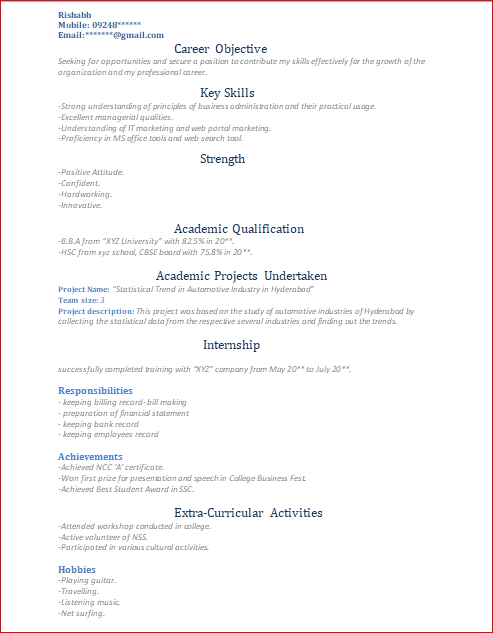 Rishabh
Mobile: 09248******
Email:*******@gmail.com
Career Objective
Seeking for opportunities and secure a position to contribute my skills effectively for the growth of the
organization and my professional career.
Key Skills
-Strong understanding of principles of business administration and their practical usage.
-Excellent managerial qualities.
-Understanding of IT marketing and web portal marketing.
-Proficiency in MS office tools and web search tool.
Strength
-Positive Attitude.
-Confident.
-Hardworking.
-Innovative.
Academic Qualification
-B.B.A from "XYZ University" with 82.5% in 20**.
-HSC from xyz school, CBSE board with 75.8% in 20**.
Academic Projects Undertaken
Project Name: "Statistical Trend in Automotive Industry in Hyderabad"
Team size: 3
Project description: This project was based on the study of automotive industries of Hyderabad by
collecting the statistical data from the respective several industries and finding out the trends.
Internship
successfully completed training with "XYZ" company from May 20** to July 20**.
Responsibilities
- keeping billing record-bill making
- preparation of financial statement
- keeping bank record
- keeping employees record
Achievements
-Achieved NCC 'A' certificate.
-Won first prize for presentation and speech in College Business Fest.
-Achieved Best Student Award in SSC.
Extra-Curricular Activities
-Attended workshop conducted in college.
-Active volunteer of NSS.
-Participated in various cultural activities.
Hobbies
-Playing guitar.
-Travelling.
-Listening music.
-Net surfing.